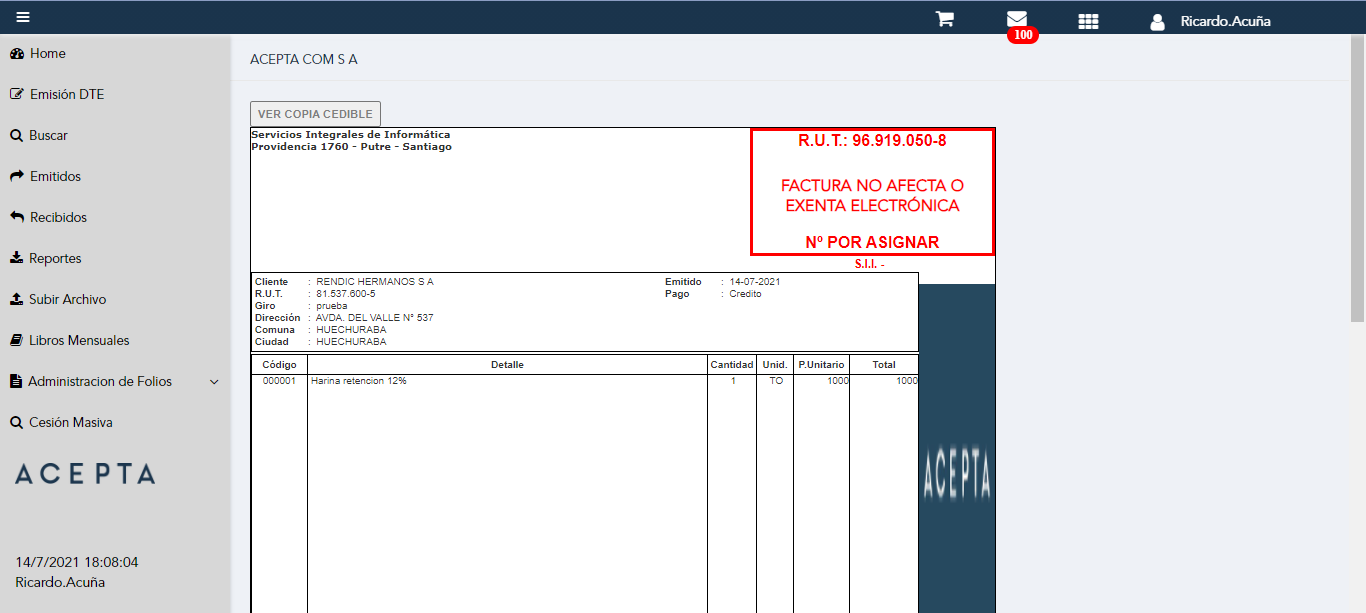 Ricardo.Acuña
100
Home
Emisión DTE
Buscar
Emitidos
Recibidos
Reportes
Subir Archivo
Libros Mensuales
Administracion de Folios
Cesión Masiva
ACEPTA
14/7/2021 18:08:04
Ricardo.Acuña
ACEPTA COM S A
VER COPIA CEDIBLE
Servicios Integrales de Informática
Providencia 1760 - Putre - Santiago
R.U.T.: 96.919.050-8
FACTURA NO AFECTA O
EXENTA ELECTRÓNICA
Nº POR ASIGNAR
S.I.I. -
Cliente : RENDIC HERMANOS S A Emitido : 14-07-2021
R.U.T. : 81.537.600-5 Pago : Credito
Giro : prueba
Dirección : AVDA. DEL VALLE N° 537
Comuna : HUECHURABA
Ciudad : HUECHURABA
Código Detalle Cantidad Unid. P.Unitario Total
000001 Harina retencion 12% 1 TO 1000 1000
ACEPTA